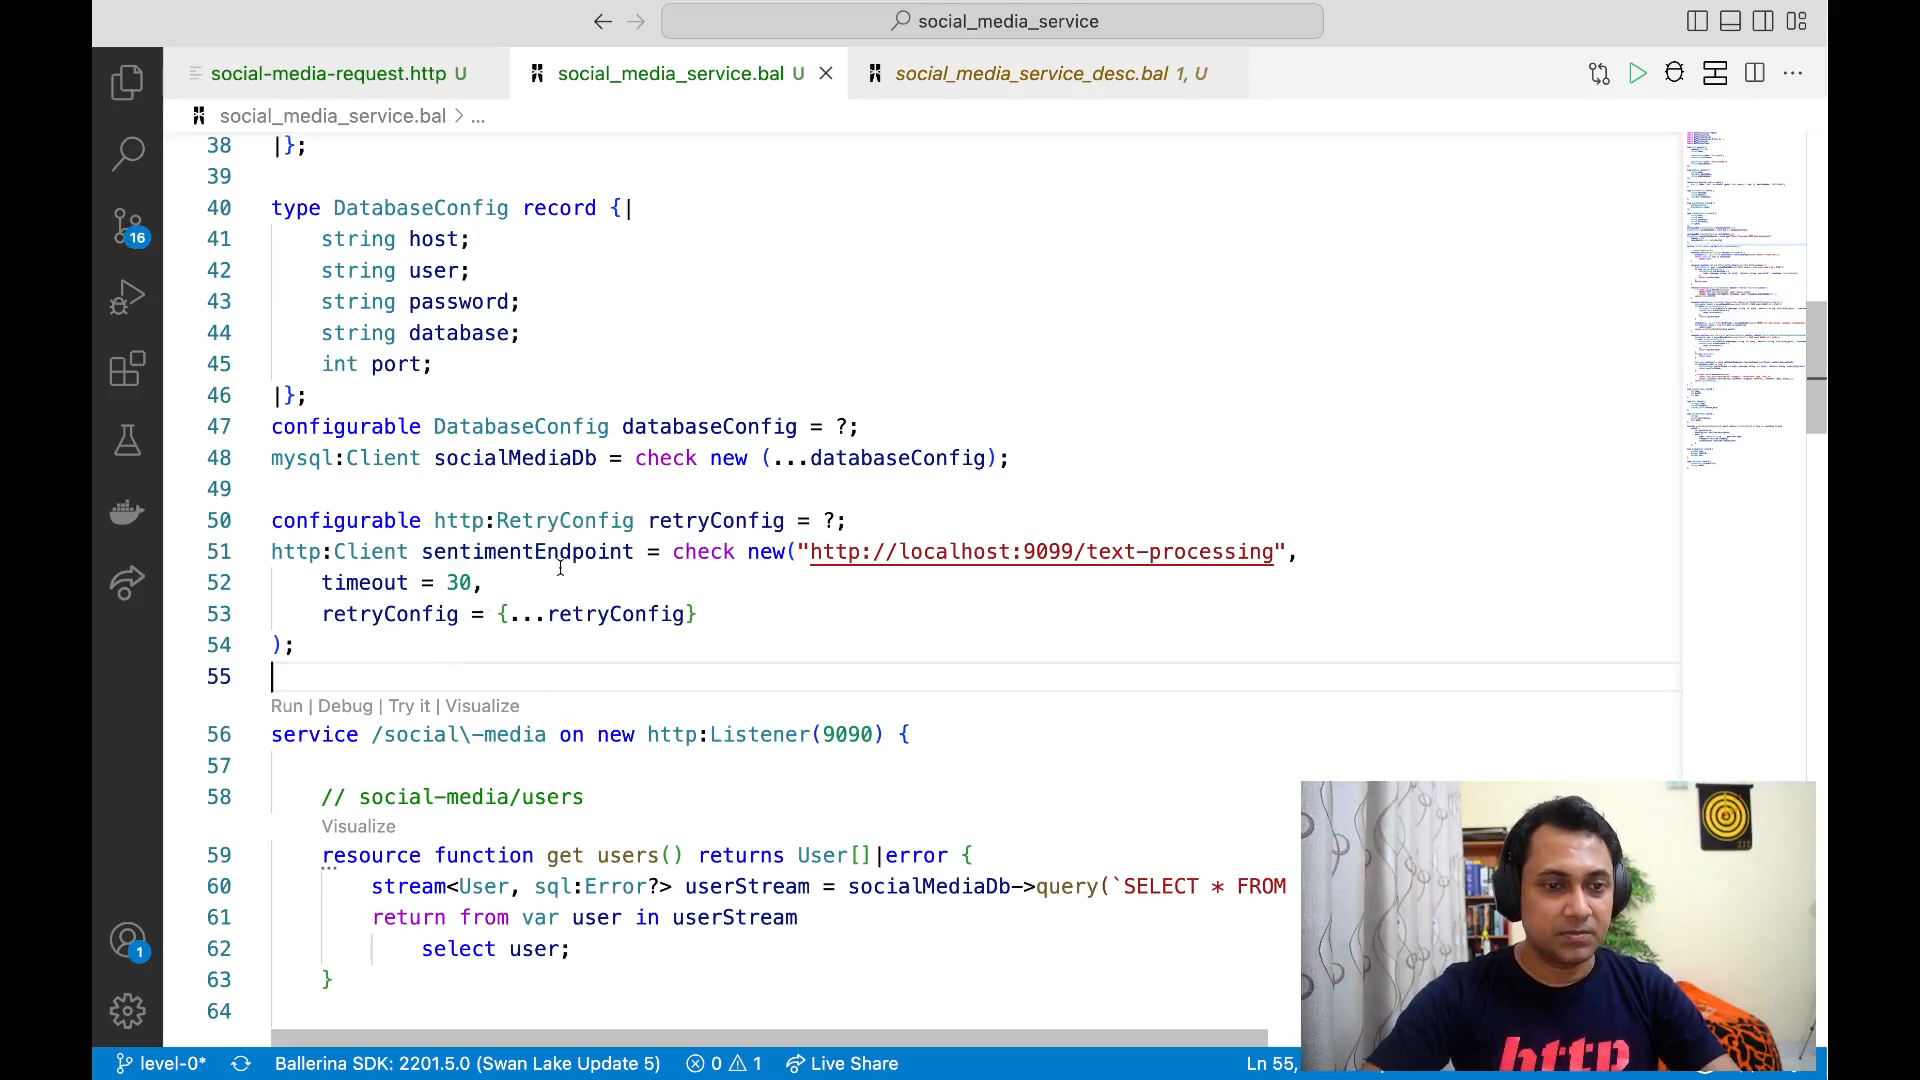 social_media_service
social-media-request.http U
social_media_service.bal U
social_media_service_desc.bal 1, U
social_media_service.bal > ...
38 |};
39
40 type DatabaseConfig record {|
41 string host;
42 string user;
43 string password;
44 string database;
45 int port;
46 |};
47 configurable DatabaseConfig databaseConfig = ?;
48 mysql:Client socialMediaDb = check new (...databaseConfig);
49
50 configurable http:RetryConfig retryConfig = ?;
51 http:Client sentimentEndpoint = check new("http://localhost:9099/text-processing",
52 timeout = 30,
53 retryConfig = {...retryConfig}
54 );
55
Run | Debug | Try it | Visualize
56 service /social\-media on new http:Listener(9090) {
57
58 // social-media/users
Visualize
59 resource function get users() returns User[]|error {
60 stream<User, sql:Error?> userStream = socialMediaDb->query(`SELECT * FROM
61 return from var user in userStream
62 select user;
63 }
64
16
1
http
level-0* Ballerina SDK: 2201.5.0 (Swan Lake Update 5) 0 1 Live Share Ln 55,